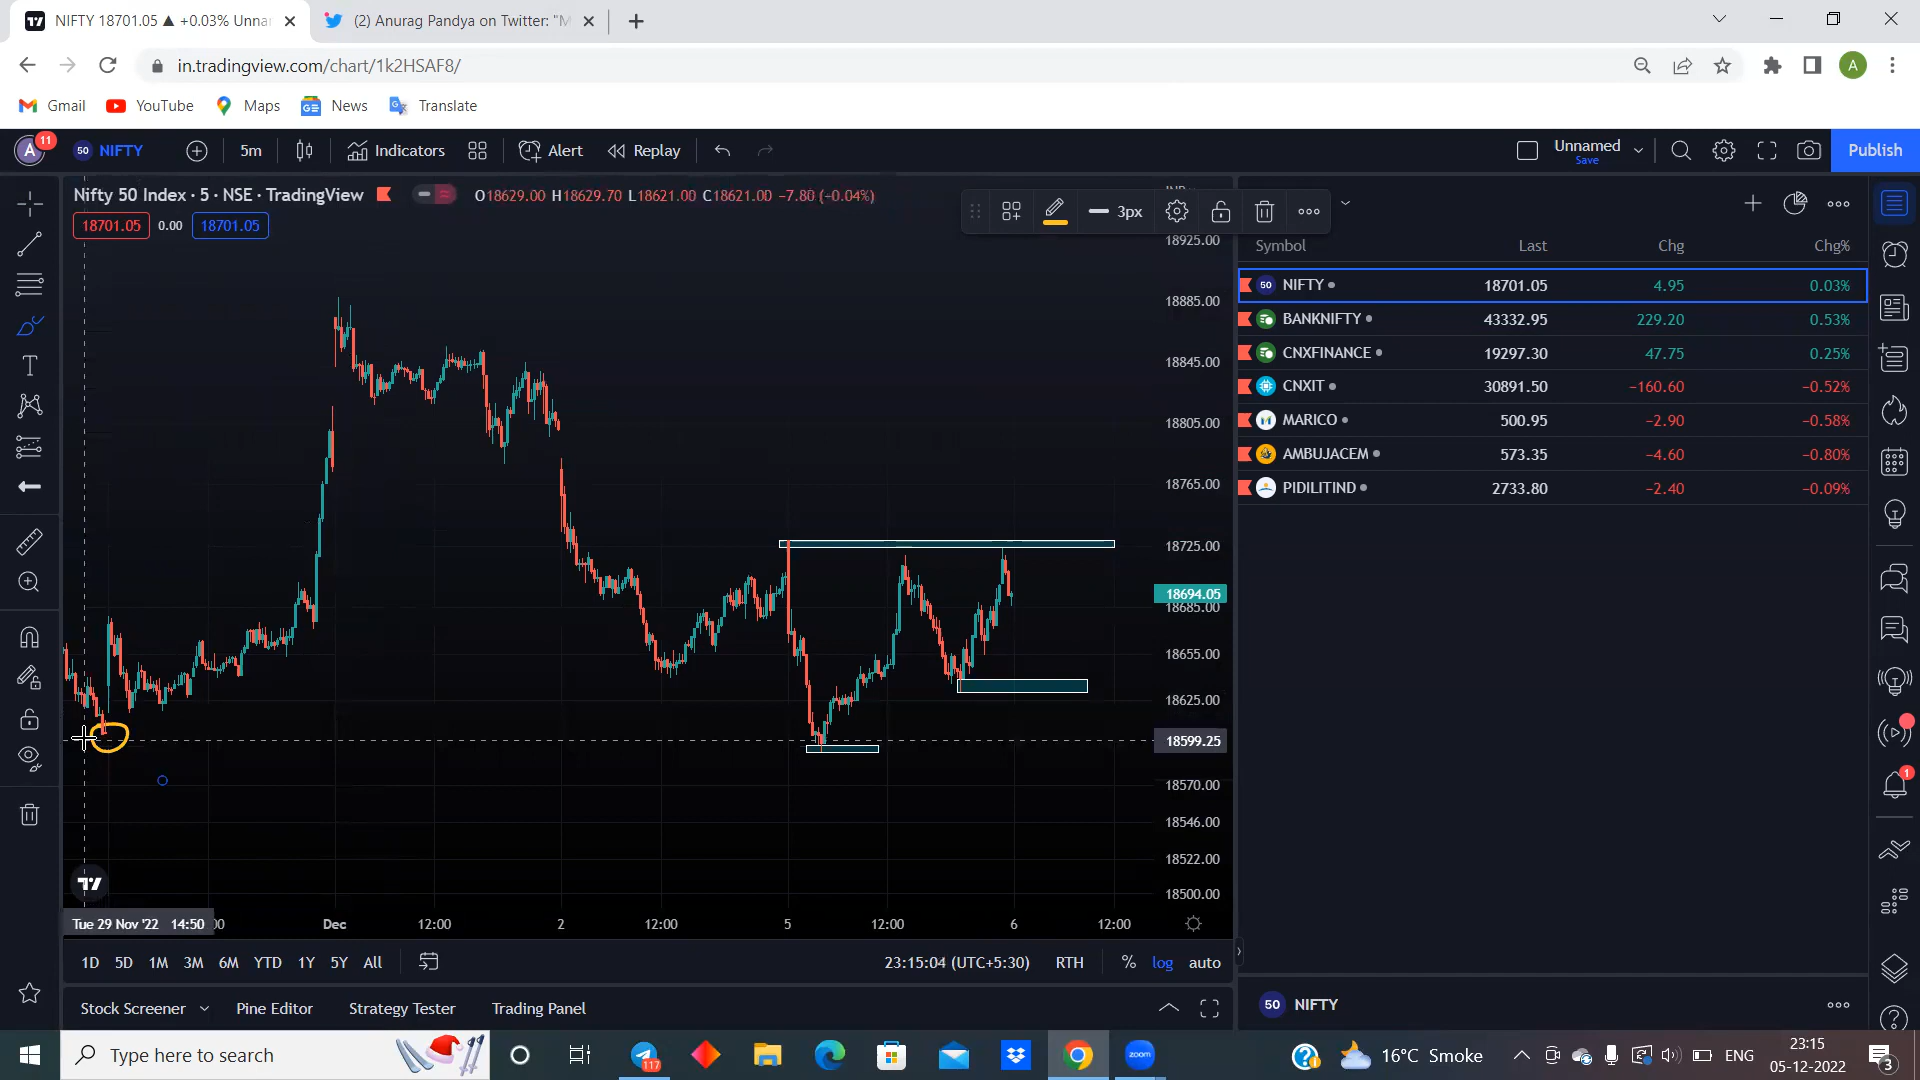 NIFTY 18701.05 ▲ +0.03% Unnar
(2) Anurag Pandya on Twitter: "M
in.tradingview.com/chart/1k2HSAF8/
A
Gmail YouTube Maps News Translate
A 11 50 NIFTY 5m Indicators Alert Replay Unnamed Save Publish
Nifty 50 Index · 5 · NSE · TradingView O18629.00 H18629.70 L18621.00 C18621.00 −7.80 (−0.04%)
18701.05 0.00 18701.05
3px
18925.00
18885.00
18845.00
18805.00
18765.00
18725.00
18694.05
18685.00
18655.00
18625.00
18599.25
18570.00
18546.00
18522.00
18500.00
Tue 29 Nov '22 14:50 Dec 12:00 2 12:00 5 12:00 6 12:00
1D 5D 1M 3M 6M YTD 1Y 5Y All 23:15:04 (UTC+5:30) RTH % log auto
Stock Screener Pine Editor Strategy Tester Trading Panel
Symbol Last Chg Chg%
50 NIFTY 18701.05 4.95 0.03%
BANKNIFTY 43332.95 229.20 0.53%
CNXFINANCE 19297.30 47.75 0.25%
CNXIT 30891.50 −160.60 −0.52%
MARICO 500.95 −2.90 −0.58%
AMBUJACEM 573.35 −4.60 −0.80%
PIDILITIND 2733.80 −2.40 −0.09%
50 NIFTY
1
Type here to search
117
zoom
16°C Smoke
ENG
23:15
05-12-2022
3